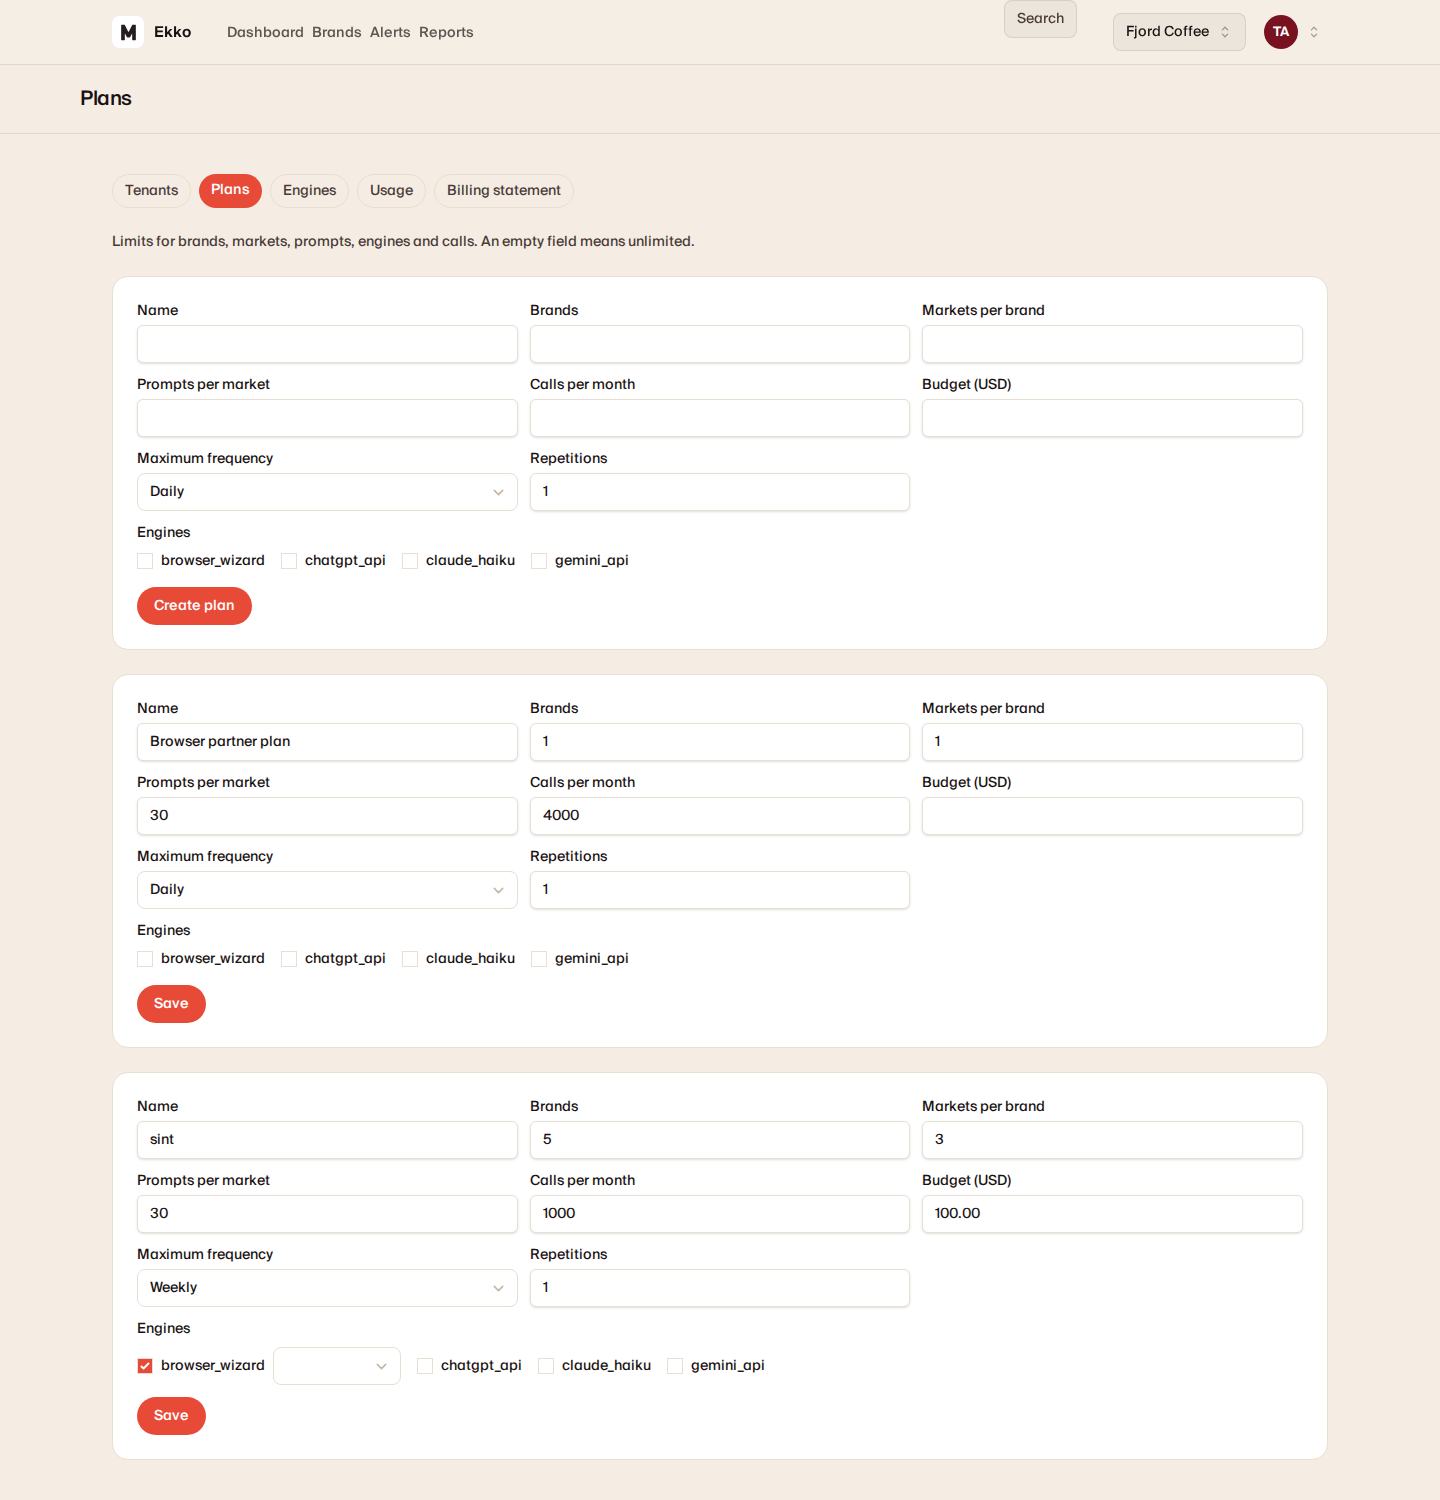 M Ekko Dashboard Brands Alerts Reports Search Fjord Coffee TA
Plans
Tenants Plans Engines Usage Billing statement
Limits for brands, markets, prompts, engines and calls. An empty field means unlimited.
Name Brands Markets per brand
Prompts per market Calls per month Budget (USD)
Maximum frequency Repetitions
Daily 1
Engines
browser_wizard chatgpt_api claude_haiku gemini_api
Create plan
Name Brands Markets per brand
Browser partner plan 1 1
Prompts per market Calls per month Budget (USD)
30 4000
Maximum frequency Repetitions
Daily 1
Engines
browser_wizard chatgpt_api claude_haiku gemini_api
Save
Name Brands Markets per brand
sint 5 3
Prompts per market Calls per month Budget (USD)
30 1000 100.00
Maximum frequency Repetitions
Weekly 1
Engines
browser_wizard chatgpt_api claude_haiku gemini_api
Save